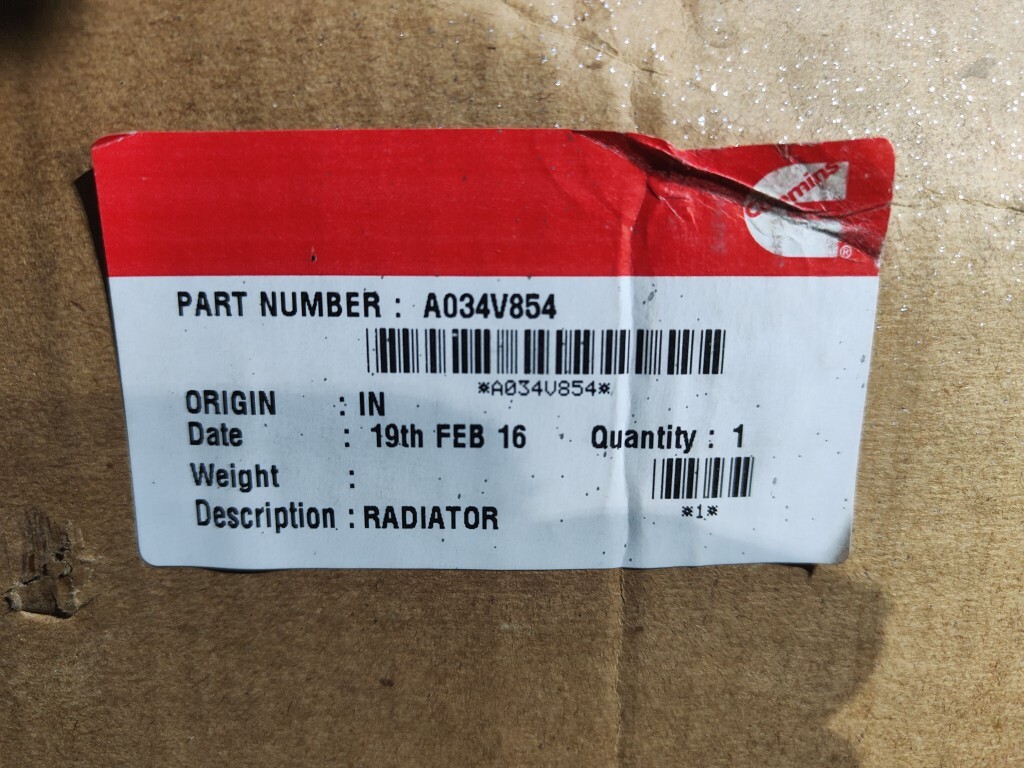 Cummins
®
PART NUMBER : A034V854
*A034V854*
ORIGIN : IN
Date : 19th FEB 16 Quantity : 1
Weight :
*1*
Description : RADIATOR